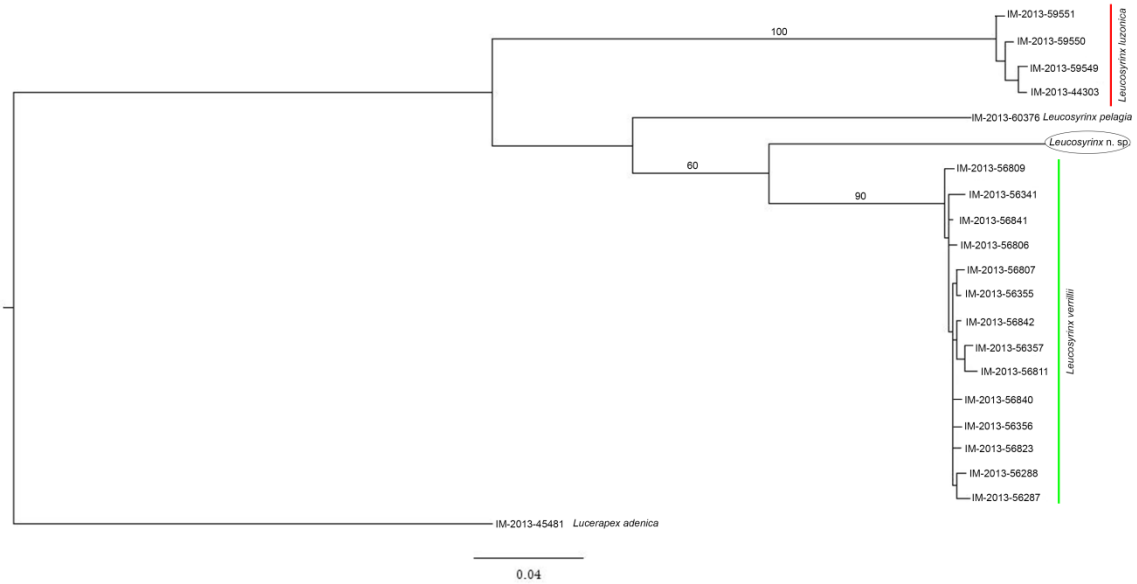 IM-2013-59551
100
IM-2013-59550
IM-2013-59549
IM-2013-44303
Leucosyrinx luzonica
IM-2013-60376 Leucosyrinx pelagia
Leucosyrinx n. sp.
60
IM-2013-56809
90
IM-2013-56341
IM-2013-56841
IM-2013-56806
IM-2013-56807
IM-2013-56355
IM-2013-56842
IM-2013-56357
IM-2013-56811
IM-2013-56840
IM-2013-56356
IM-2013-56823
IM-2013-56288
IM-2013-56287
Leucosyrinx verrillii
IM-2013-45481 Lucerapex adenica
0.04